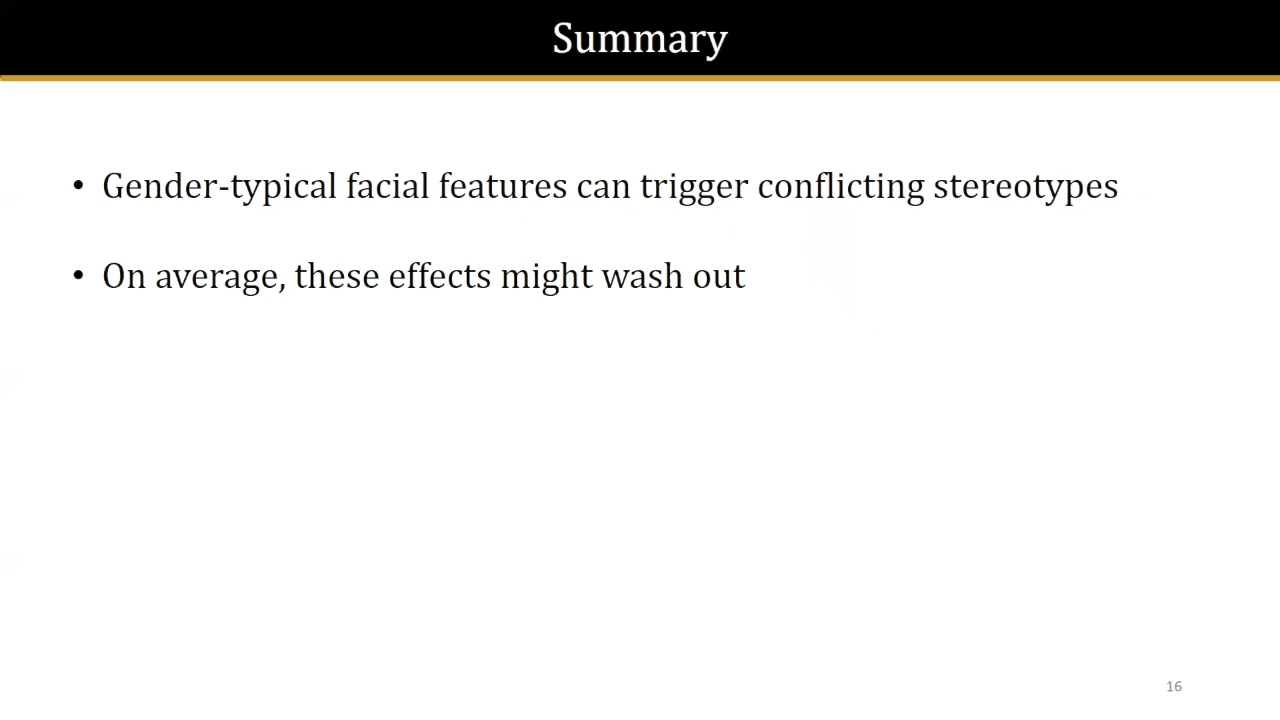 Summary
• Gender-typical facial features can trigger conflicting stereotypes
• On average, these effects might wash out
16